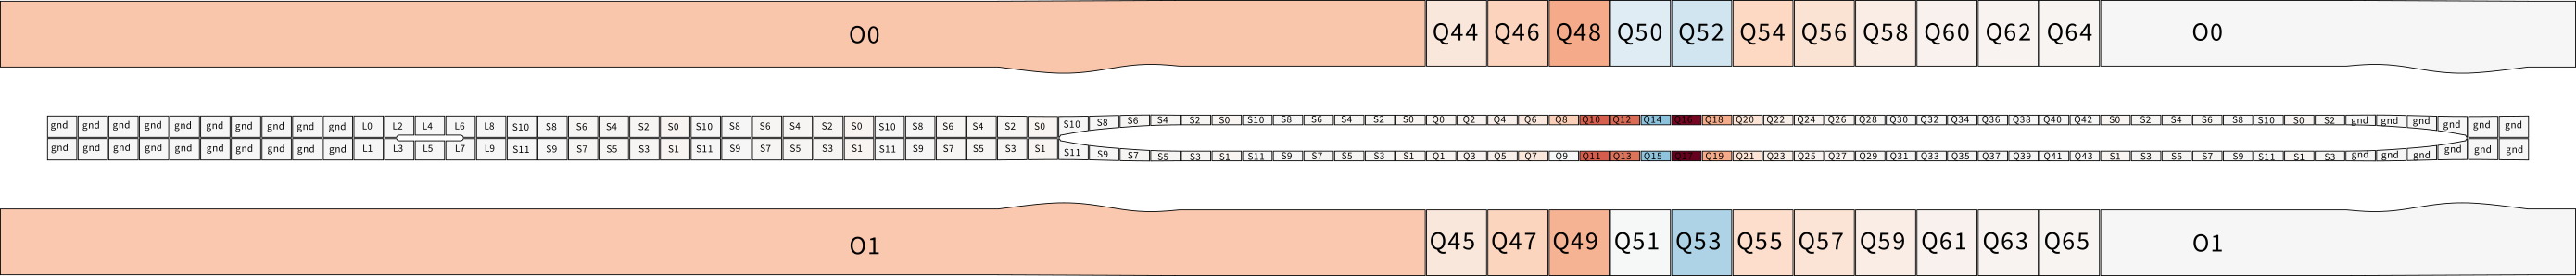 O0 Q44 Q46 Q48 Q50 Q52 Q54 Q56 Q58 Q60 Q62 Q64 O0
gnd gnd gnd gnd gnd gnd gnd gnd gnd gnd L0 L2 L4 L6 L8 S10 S8 S6 S4 S2 S0 S10 S8 S6 S4 S2 S0 S10 S8 S6 S4 S2 S0 S10 S8 S6 S4 S2 S0 S10 S8 S6 S4 S2 S0 Q0 Q2 Q4 Q6 Q8 Q10 Q12 Q14 Q16 Q18 Q20 Q22 Q24 Q26 Q28 Q30 Q32 Q34 Q36 Q38 Q40 Q42 S0 S2 S4 S6 S8 S10 S0 S2 gnd gnd gnd gnd gnd gnd
gnd gnd gnd gnd gnd gnd gnd gnd gnd gnd L1 L3 L5 L7 L9 S11 S9 S7 S5 S3 S1 S11 S9 S7 S5 S3 S1 S11 S9 S7 S5 S3 S1 S11 S9 S7 S5 S3 S1 S11 S9 S7 S5 S3 S1 Q1 Q3 Q5 Q7 Q9 Q11 Q13 Q15 Q17 Q19 Q21 Q23 Q25 Q27 Q29 Q31 Q33 Q35 Q37 Q39 Q41 Q43 S1 S3 S5 S7 S9 S11 S1 S3 gnd gnd gnd gnd gnd gnd
O1 Q45 Q47 Q49 Q51 Q53 Q55 Q57 Q59 Q61 Q63 Q65 O1